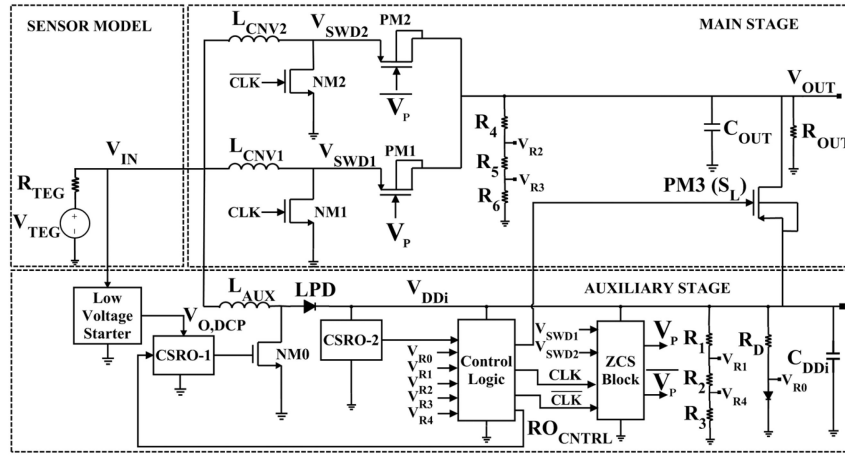 SENSOR MODEL
MAIN STAGE
L_CNV2
V_SWD2
PM2
CLK
NM2
V_P
V_OUT
R_4
V_R2
R_5
V_R3
R_6
C_OUT
R_OUT
PM3 (S_L)
V_IN
L_CNV1
V_SWD1
PM1
CLK
NM1
V_P
R_TEG
V_TEG
AUXILIARY STAGE
Low
Voltage
Starter
V_O,DCP
CSRO-1
L_AUX
LPD
NM0
V_DDi
CSRO-2
V_R0
V_R1
V_R2
V_R3
V_R4
Control
Logic
V_SWD1
V_SWD2
CLK
CLK
ZCS
Block
V_P
V_P
R_1
V_R1
R_2
V_R4
R_3
R_D
V_R0
C_DDi
RO_CNTRL